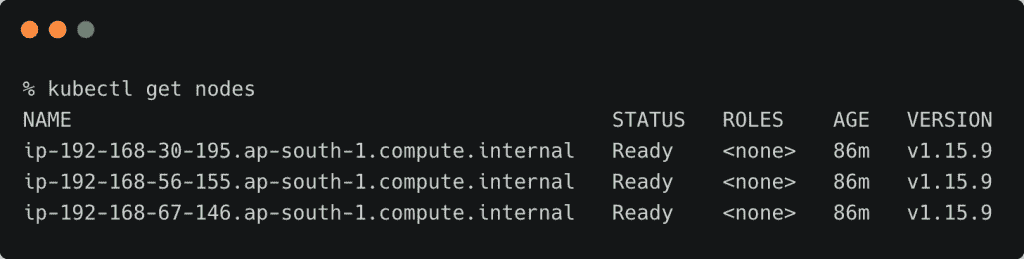 % kubectl get nodes
NAME STATUS ROLES AGE VERSION
ip-192-168-30-195.ap-south-1.compute.internal Ready <none> 86m v1.15.9
ip-192-168-56-155.ap-south-1.compute.internal Ready <none> 86m v1.15.9
ip-192-168-67-146.ap-south-1.compute.internal Ready <none> 86m v1.15.9